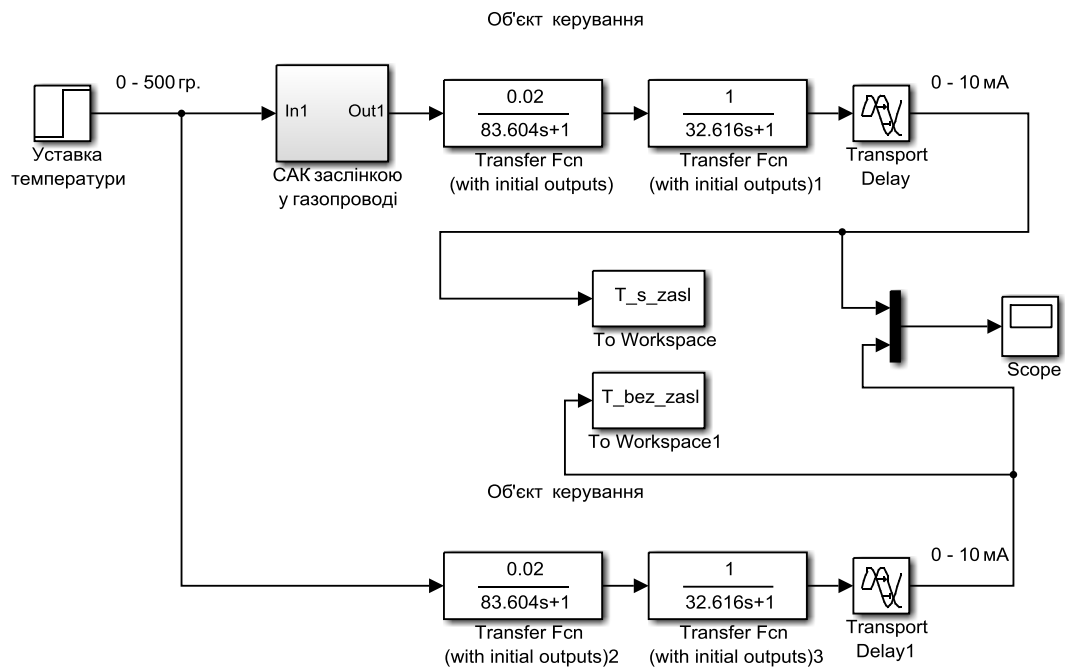 Об'єкт керування
0 - 500 гр.
0 - 10 мА
In1 Out1
0.02
83.604s+1
1
32.616s+1
Уставка
температури
САК заслінкою
у газопроводі
Transfer Fcn
(with initial outputs)
Transfer Fcn
(with initial outputs)1
Transport
Delay
T_s_zasl
To Workspace
Scope
T_bez_zasl
To Workspace1
Об'єкт керування
0 - 10 мА
0.02
83.604s+1
1
32.616s+1
Transfer Fcn
(with initial outputs)2
Transfer Fcn
(with initial outputs)3
Transport
Delay1